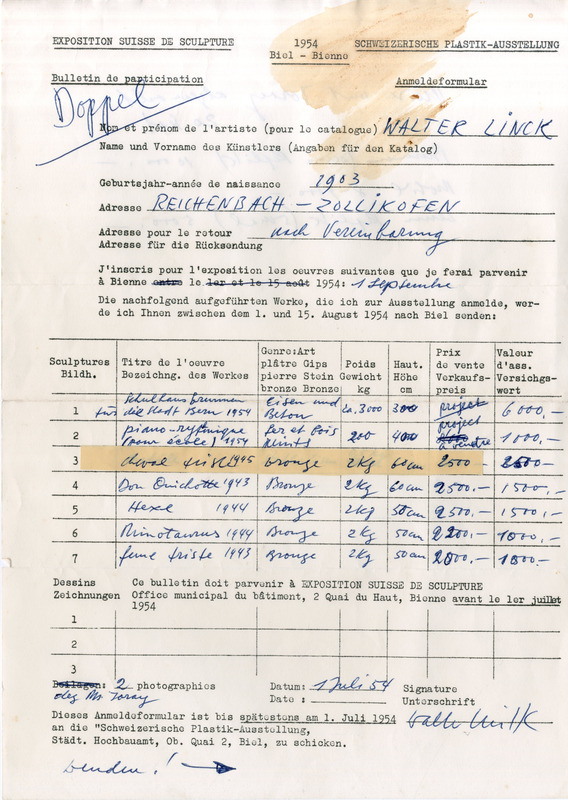 EXPOSITION SUISSE DE SCULPTURE 1954 SCHWEIZERISCHE PLASTIK-AUSSTELLUNG
Biel - Bienne
Bulletin de participation Anmeldeformular
Doppel
Nom et prénom de l'artiste (pour le catalogue) WALTER LINCK
Name und Vorname des Künstlers (Angaben für den Katalog)
Geburtsjahr-année de naissance 1903
Adresse REICHENBACH - ZOLLIKOFEN
Adresse pour le retour nach Vereinbarung
Adresse für die Rücksendung
J'inscris pour l'exposition les oeuvres suivantes que je ferai parvenir
à Bienne entre le 1er et le 15 août 1954: 1 Septembre
Die nachfolgend aufgeführten Werke, die ich zur Ausstellung anmelde, wer-
de ich Ihnen zwischen dem 1. und 15. August 1954 nach Biel senden:
Sculptures Titre de l'oeuvre Genre:Art Poids Haut. Prix Valeur
Bildh. Bezeichng. des Werkes plâtre Gips Gewicht Höhe de vente d'ass.
pierre Stein kg cm Verkaufs- Versichgs-
bronze Bronze preis wert
1 Schulhausbrunnen Eisen und ca. 3000 300 project 6000.-
für die Stadt Bern 1954 Beton
2 piano-rythmique fer et bois 200 400 project 1000.-
(pour école) 1954 à vendre
3 cheval triste 1945 bronze 2kg 60cm 2500.- 2500.-
4 Don Quichotte 1943 Bronze 2kg 60cm 2500.- 1500.-
5 Hexe 1944 Bronze 2kg 50cm 2500.- 1500.-
6 Minotaurus 1944 Bronze 2kg 50cm 2200.- 1000.-
7 feme triste 1943 Bronze 2kg 50cm 2000.- 1000.-
Dessins Ce bulletin doit parvenir à EXPOSITION SUISSE DE SCULPTURE
Zeichnungen Office municipal du bâtiment, 2 Quai du Haut, Bienne avant le 1er juillet
1954
1
2
3
Beilagen: 2 photographies Datum: 1 Juli 54 Signature
Date : Unterschrift
Dieses Anmeldeformular ist bis spätestens am 1. Juli 1954
an die "Schweizerische Plastik-Ausstellung,
Städt. Hochbauamt, Ob. Quai 2, Biel, zu schicken.
wenden!